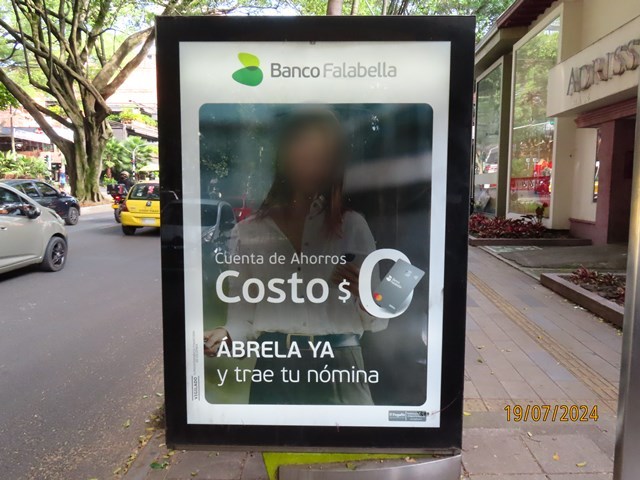 Banco Falabella
Cuenta de Ahorros
Costo $0
ÁBRELA YA
y trae tu nómina
19/07/2024